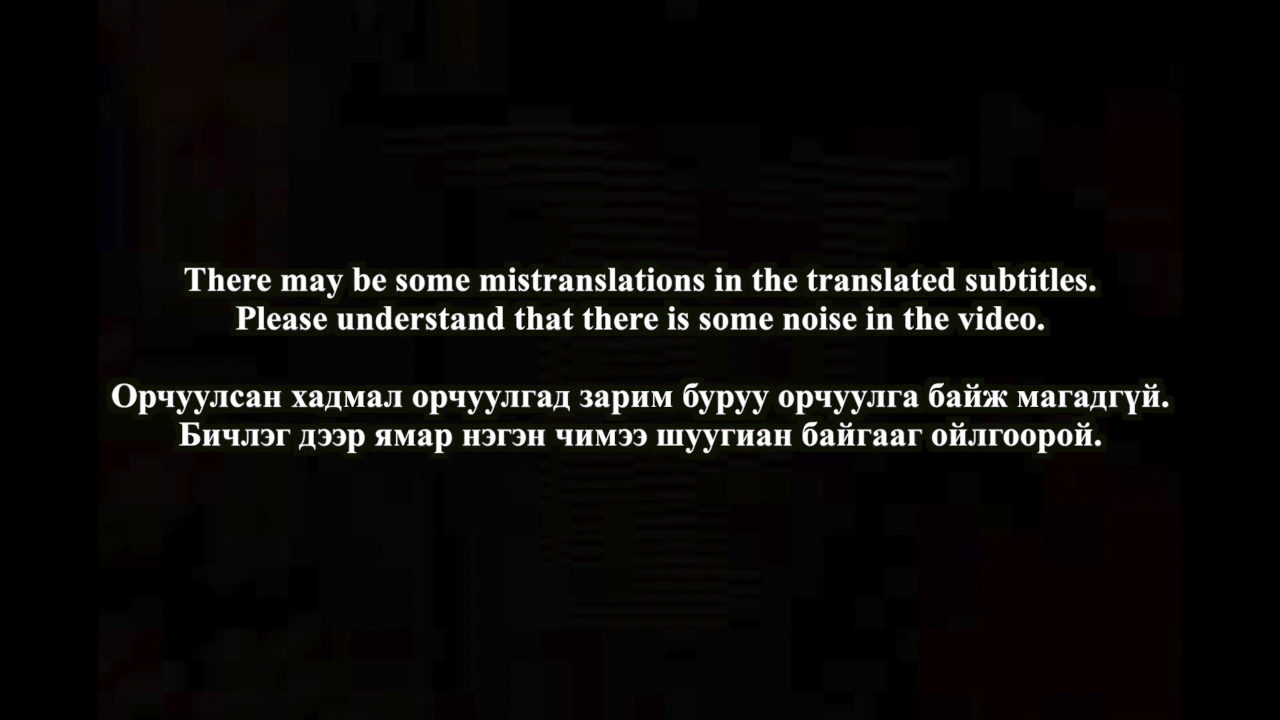 There may be some mistranslations in the translated subtitles.
Please understand that there is some noise in the video.
Орчуулсан хадмал орчуулгад зарим буруу орчуулга байж магадгүй.
Бичлэг дээр ямар нэгэн чимээ шуугиан байгааг ойлгоорой.